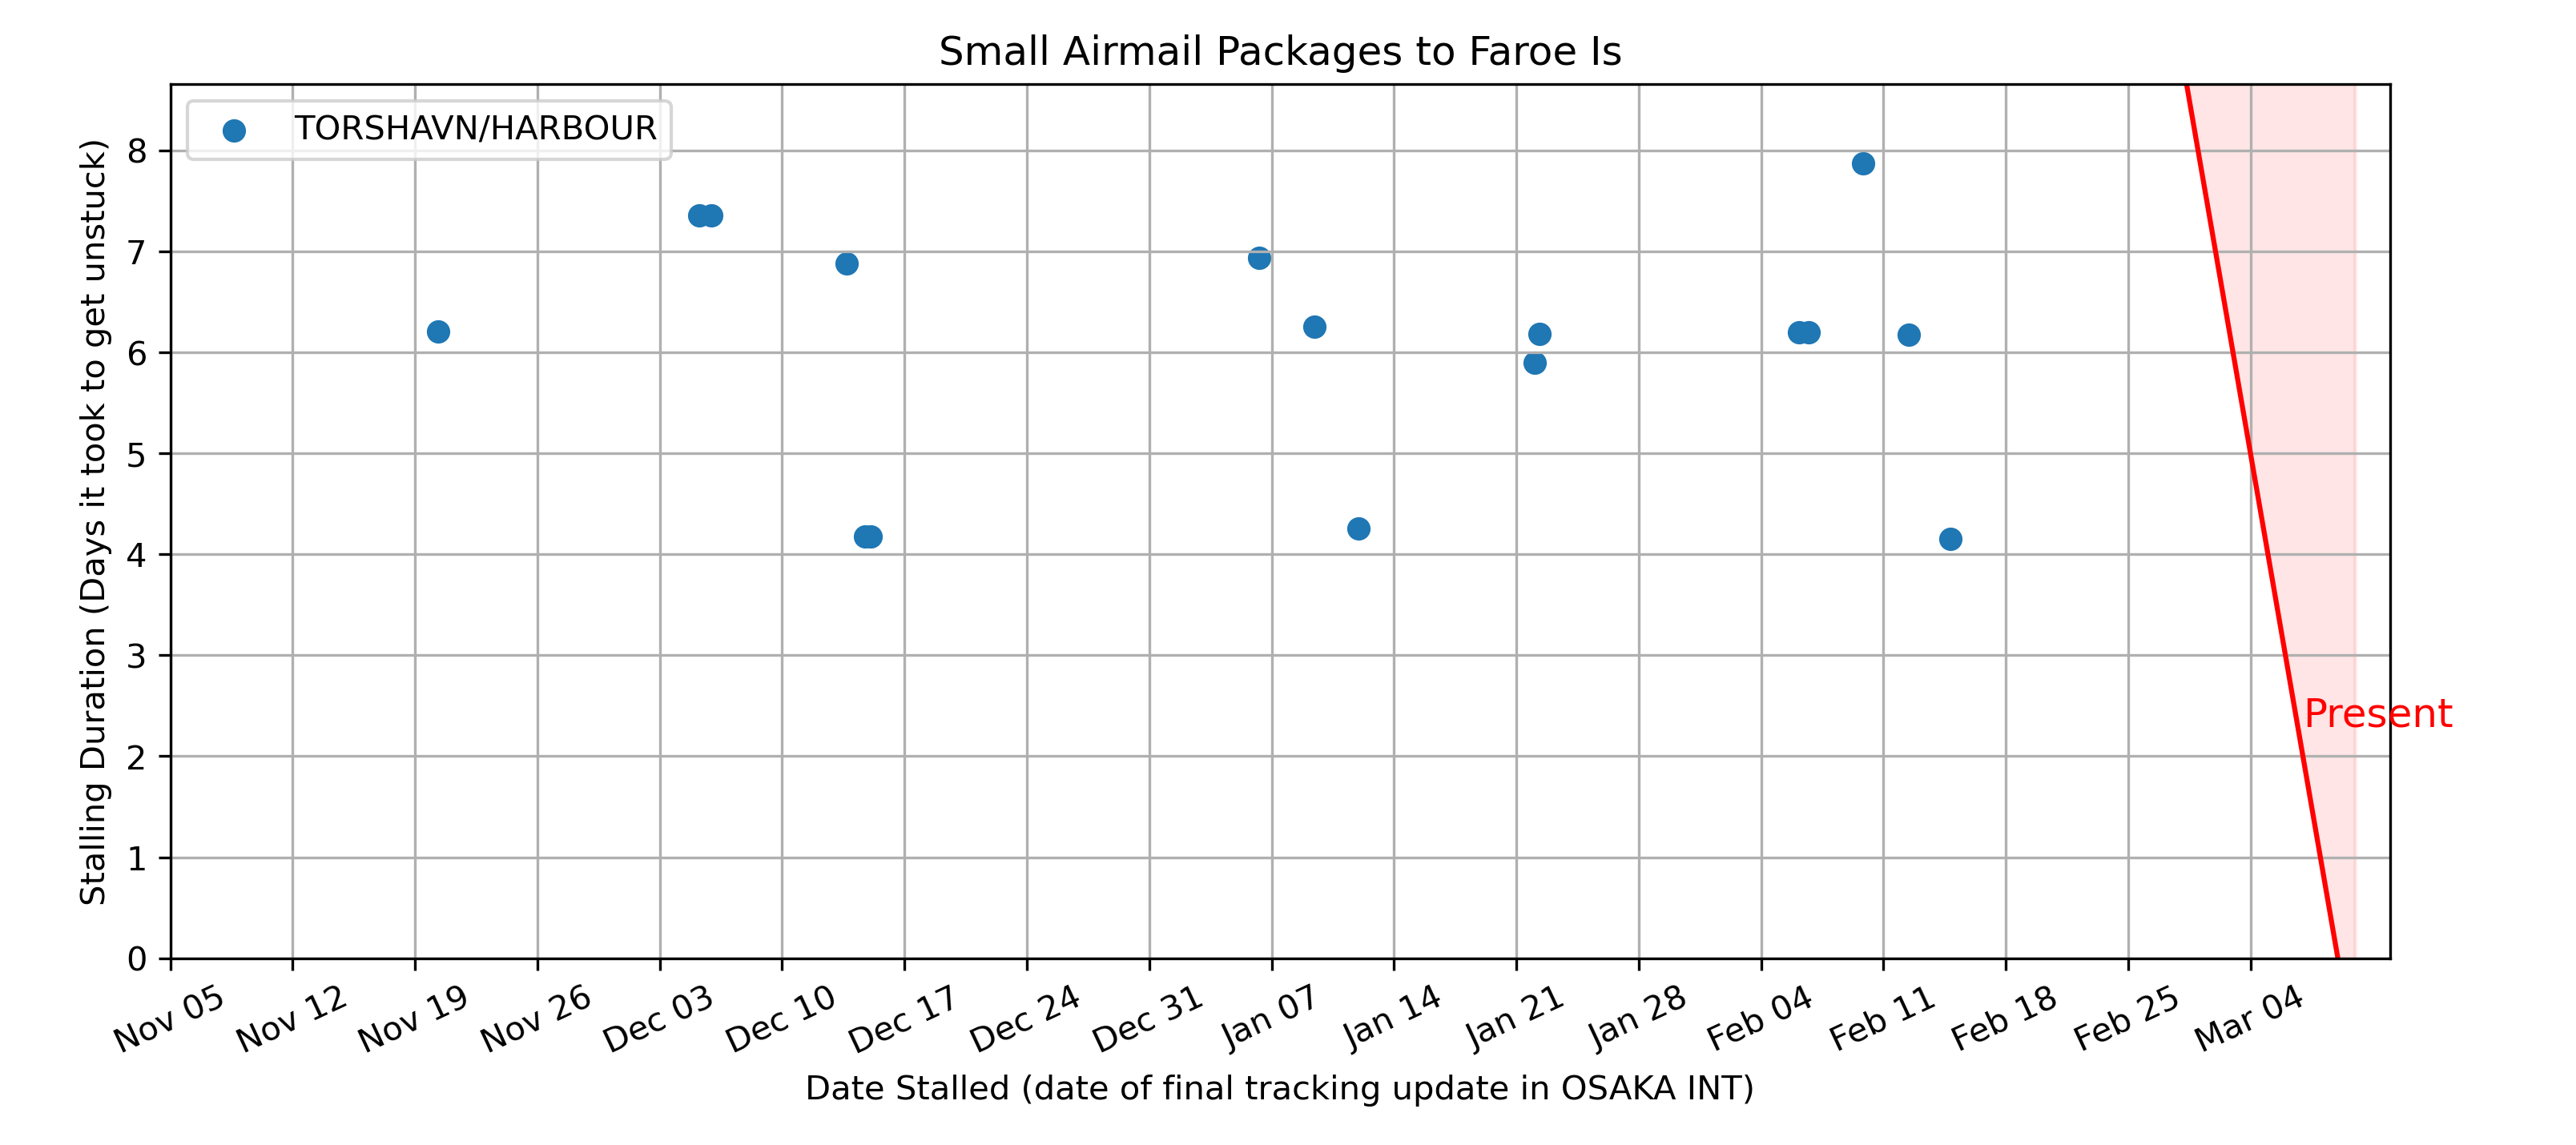 Small Airmail Packages to Faroe Is
TORSHAVN/HARBOUR
Stalling Duration (Days it took to get unstuck)
8
7
6
5
4
3
2
1
0
Present
Nov 05 Nov 12 Nov 19 Nov 26 Dec 03 Dec 10 Dec 17 Dec 24 Dec 31 Jan 07 Jan 14 Jan 21 Jan 28 Feb 04 Feb 11 Feb 18 Feb 25 Mar 04
Date Stalled (date of final tracking update in OSAKA INT)